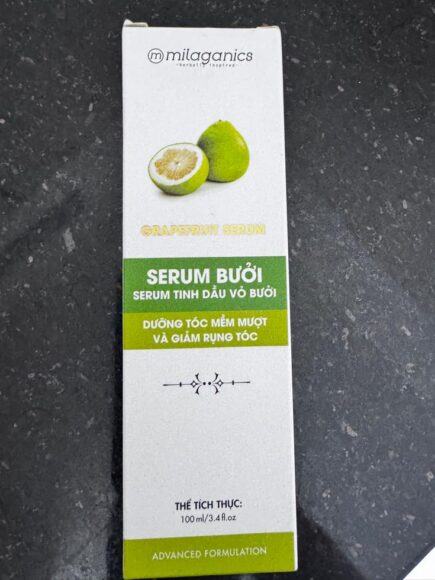 milaganics
-herbally inspired-
GRAPEFRUIT SERUM
SERUM BƯỞI
SERUM TINH DẦU VỎ BƯỞI
DƯỠNG TÓC MỀM MƯỢT
VÀ GIẢM RỤNG TÓC
THỂ TÍCH THỰC:
100 ml/3.4 fl.oz
ADVANCED FORMULATION